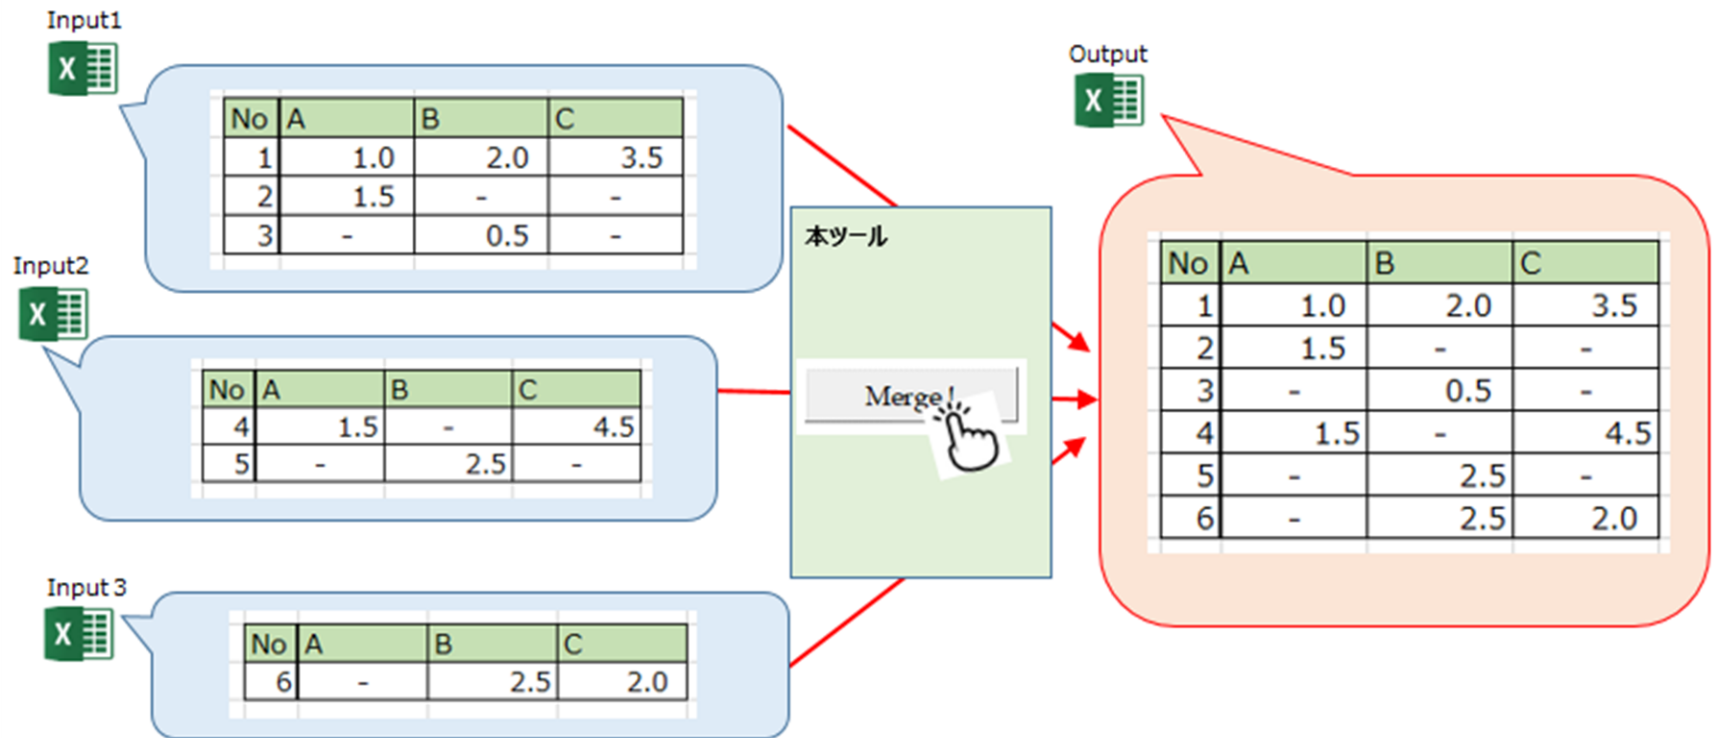 Input1
No A B C
1 1.0 2.0 3.5
2 1.5 - -
3 - 0.5 -
Input2
No A B C
4 1.5 - 4.5
5 - 2.5 -
Input 3
No A B C
6 - 2.5 2.0
本ツール
Merge!
Output
No A B C
1 1.0 2.0 3.5
2 1.5 - -
3 - 0.5 -
4 1.5 - 4.5
5 - 2.5 -
6 - 2.5 2.0